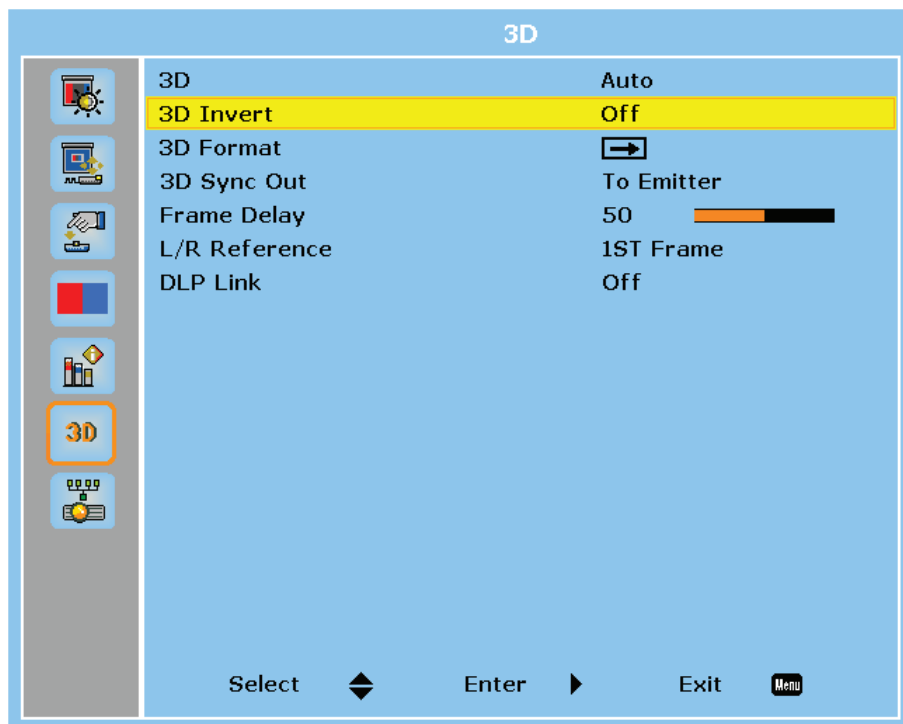 3D
3D Auto
3D Invert Off
3D Format
3D Sync Out To Emitter
Frame Delay 50
L/R Reference 1ST Frame
DLP Link Off
3D
Select Enter Exit Menu